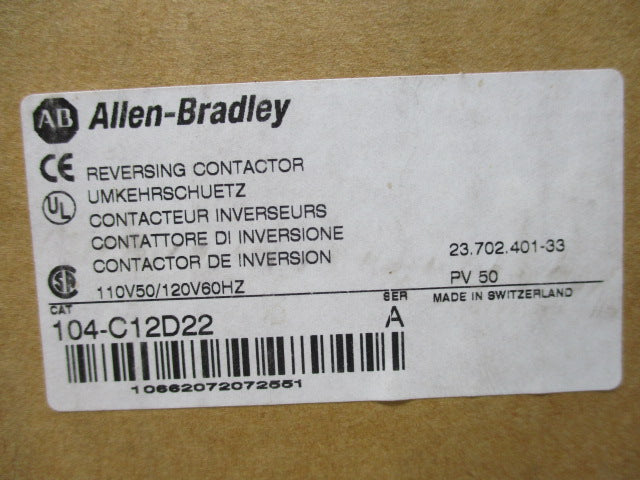 AB Allen-Bradley
CE REVERSING CONTACTOR
UL UMKEHRSCHUETZ
CONTACTEUR INVERSEURS
CONTATTORE DI INVERSIONE
CONTACTOR DE INVERSION 23.702.401-33
SA 110V50/120V60HZ PV 50
CAT SER MADE IN SWITZERLAND
104-C12D22 A
10662072072551